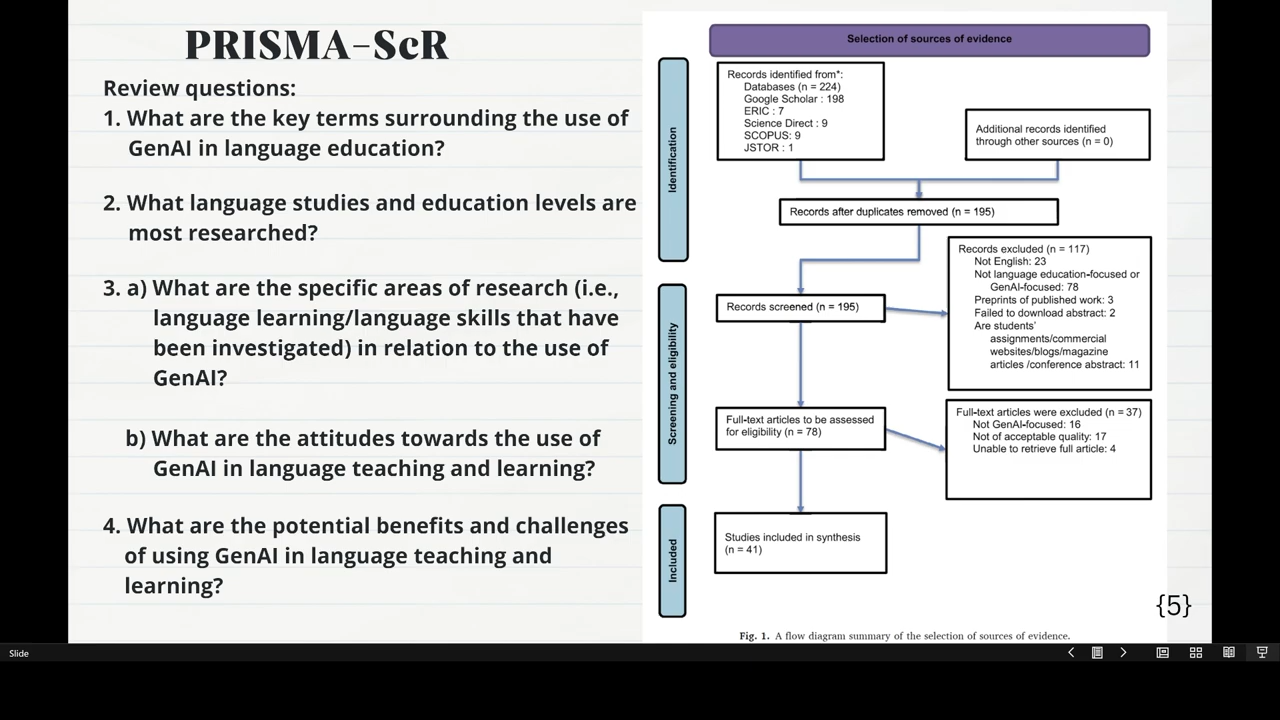 PRISMA-ScR
Review questions:
1. What are the key terms surrounding the use of
GenAI in language education?
2. What language studies and education levels are
most researched?
3. a) What are the specific areas of research (i.e.,
language learning/language skills that have
been investigated) in relation to the use of
GenAI?
b) What are the attitudes towards the use of
GenAI in language teaching and learning?
4. What are the potential benefits and challenges
of using GenAI in language teaching and
learning?
Selection of sources of evidence
Identification
Records identified from*:
Databases (n = 224)
Google Scholar : 198
ERIC : 7
Science Direct : 9
SCOPUS: 9
JSTOR : 1
Additional records identified
through other sources (n = 0)
Records after duplicates removed (n = 195)
Screening and eligibility
Records screened (n = 195)
Records excluded (n = 117)
Not English: 23
Not language education-focused or
GenAI-focused: 78
Preprints of published work: 3
Failed to download abstract: 2
Are students'
assignments/commercial
websites/blogs/magazine
articles /conference abstract: 11
Full-text articles to be assessed
for eligibility (n = 78)
Full-text articles were excluded (n = 37)
Not GenAI-focused: 16
Not of acceptable quality: 17
Unable to retrieve full article: 4
Included
Studies included in synthesis
(n = 41)
{5}
Fig. 1. A flow diagram summary of the selection of sources of evidence.
Slide